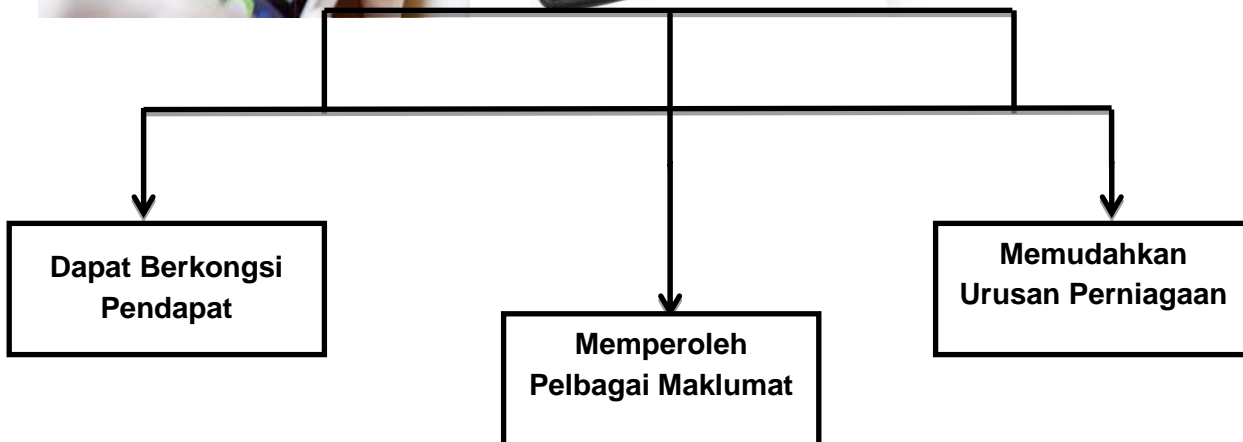 Dapat Berkongsi
Pendapat
Memperoleh
Pelbagai Maklumat
Memudahkan
Urusan Perniagaan